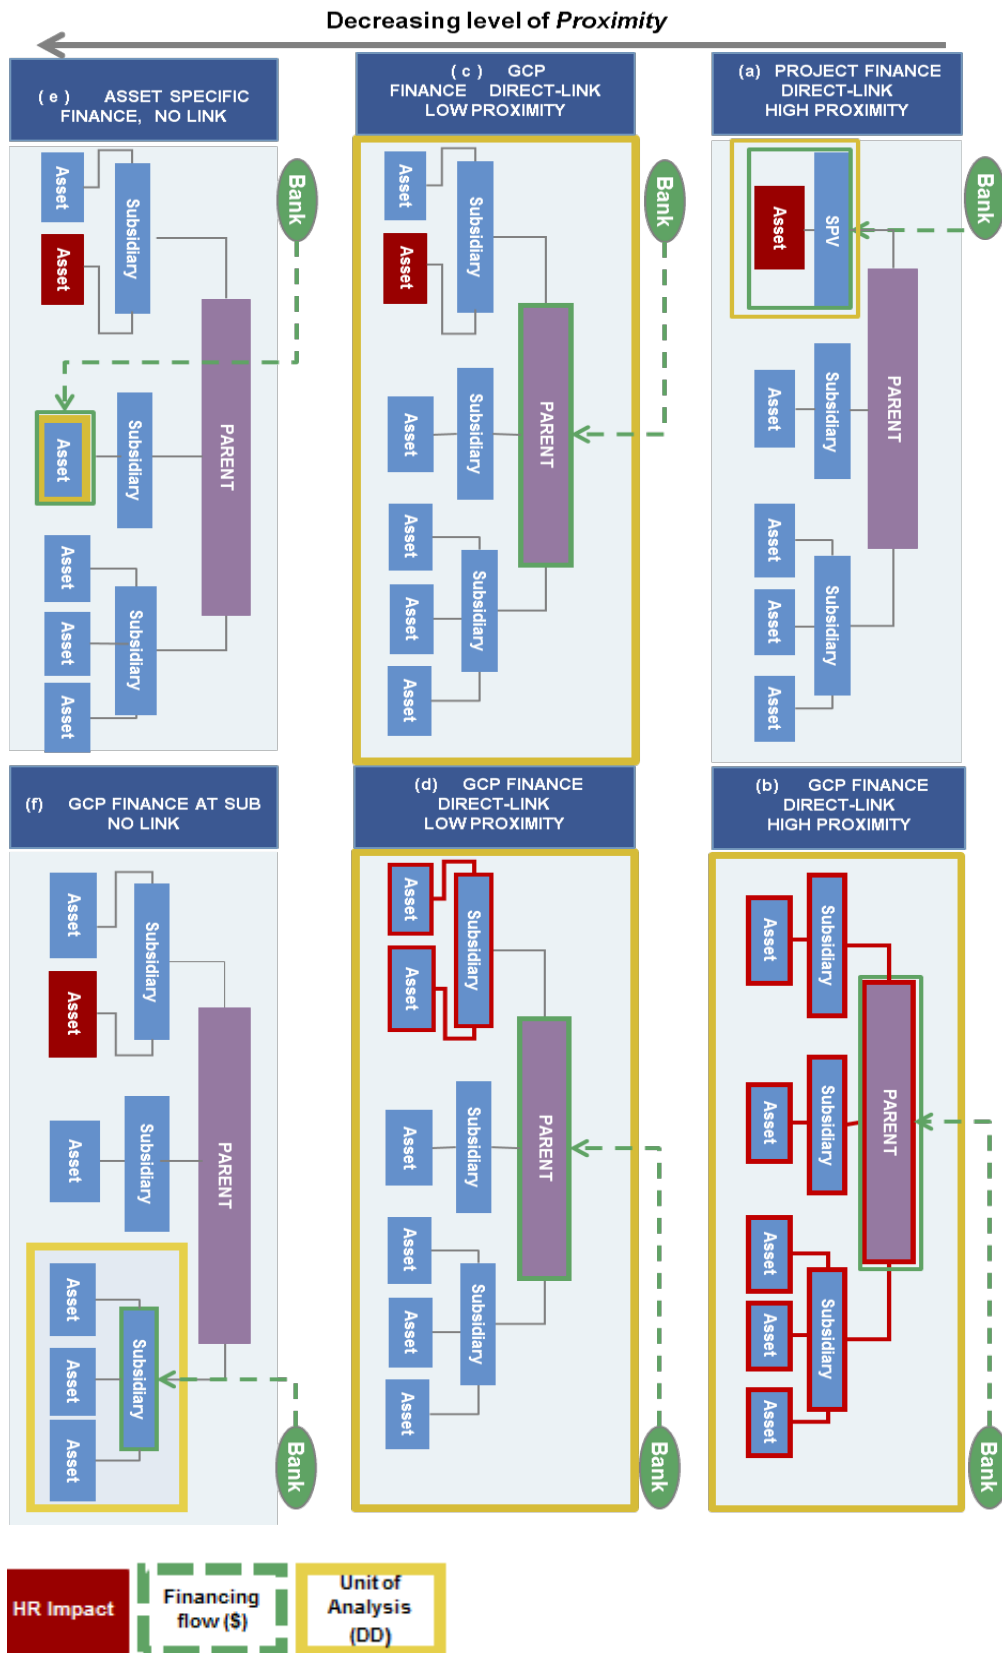 Decreasing level of Proximity
( e ) ASSET SPECIFIC
FINANCE, NO LINK
( c ) GCP
FINANCE DIRECT-LINK
LOW PROXIMITY
(a) PROJECT FINANCE
DIRECT-LINK
HIGH PROXIMITY
Bank
Asset
Subsidiary
Asset
PARENT
Asset
Subsidiary
Asset
Asset
Asset
Subsidiary
Bank
Asset
Subsidiary
Asset
PARENT
Asset
Subsidiary
Asset
Asset
Asset
Subsidiary
Bank
Asset
SPV
PARENT
Asset
Subsidiary
Asset
Asset
Asset
Subsidiary
(f) GCP FINANCE AT SUB
NO LINK
(d) GCP FINANCE
DIRECT-LINK
LOW PROXIMITY
(b) GCP FINANCE
DIRECT-LINK
HIGH PROXIMITY
Asset
Subsidiary
Asset
PARENT
Asset
Subsidiary
Asset
Asset
Asset
Subsidiary
Bank
Asset
Subsidiary
Asset
PARENT
Asset
Subsidiary
Asset
Asset
Asset
Subsidiary
Bank
Asset
Subsidiary
PARENT
Asset
Subsidiary
Asset
Asset
Asset
Subsidiary
Bank
HR Impact
Financing
flow ($)
Unit of
Analysis
(DD)